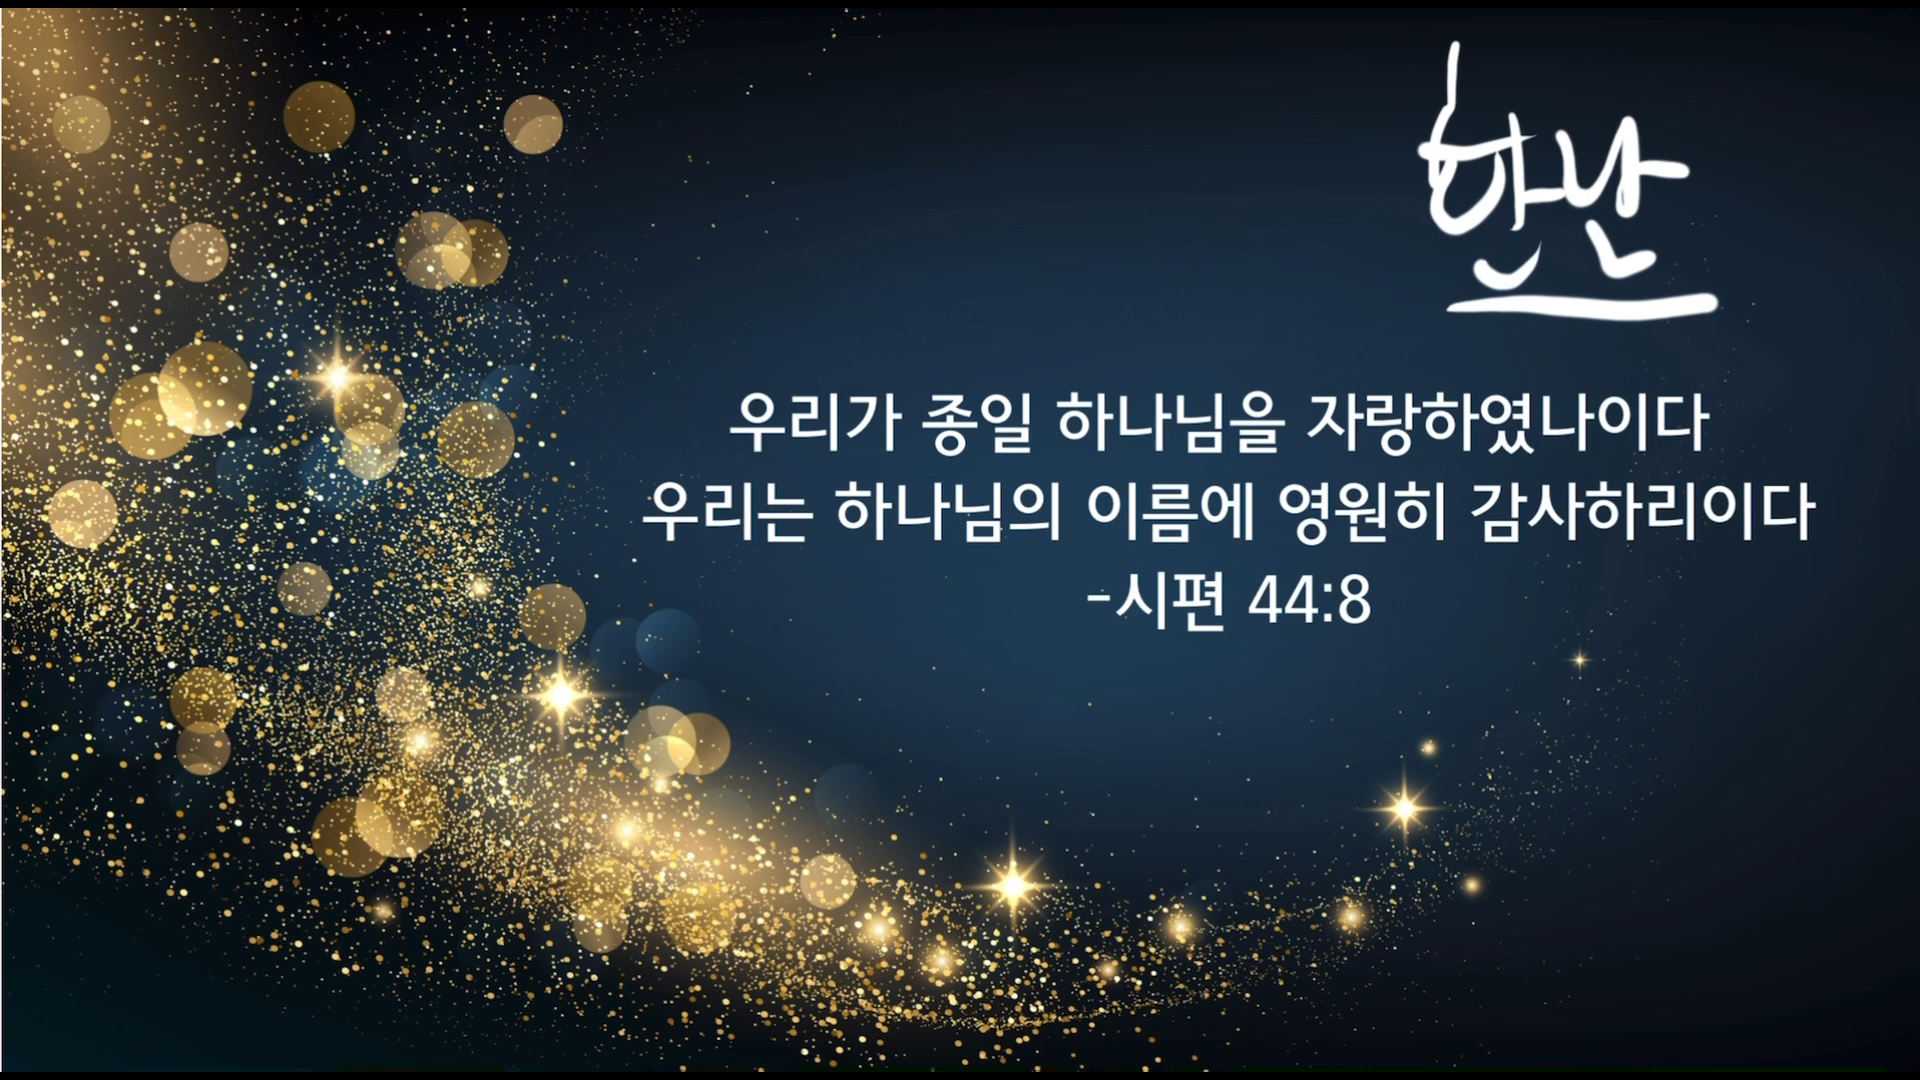 환난
우리가 종일 하나님을 자랑하였나이다
우리는 하나님의 이름에 영원히 감사하리이다
-시편 44:8